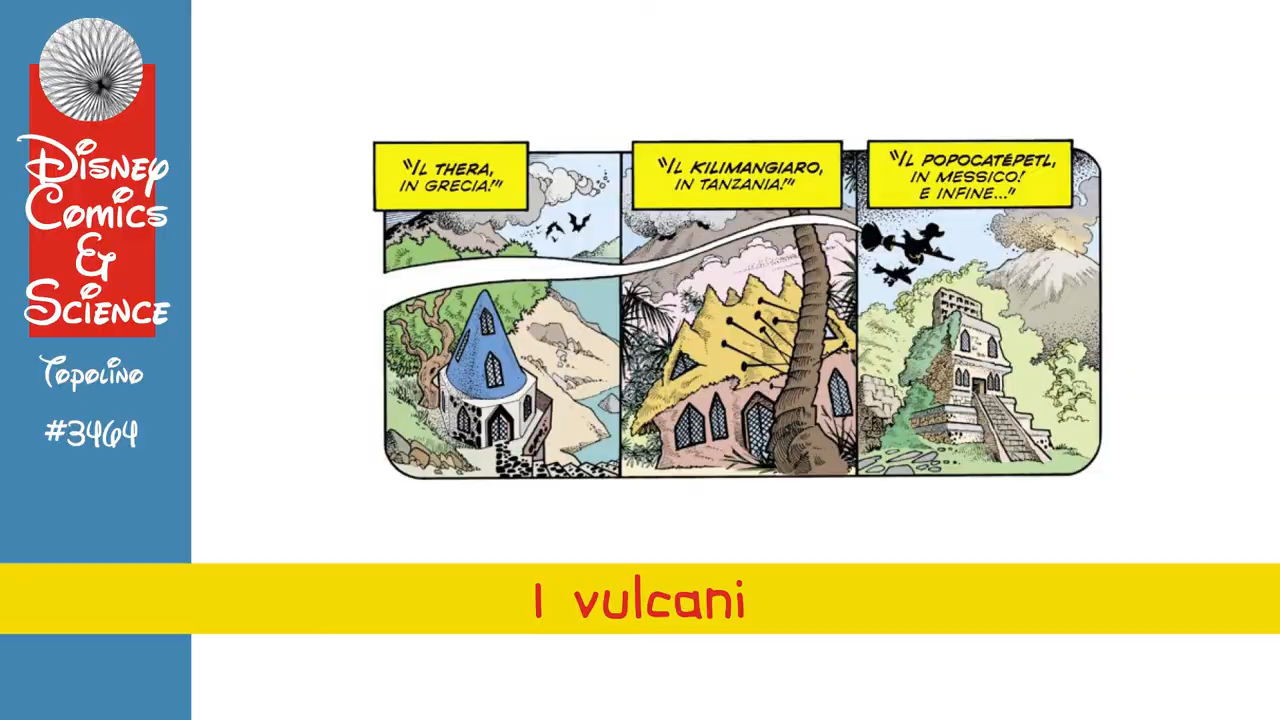 Disney
Comics
&
Science
Topolino
#3464
"IL THERA,
IN GRECIA!"
"IL KILIMANGIARO,
IN TANZANIA!"
"IL POPOCATÉPETL,
IN MESSICO!
E INFINE..."
I vulcani